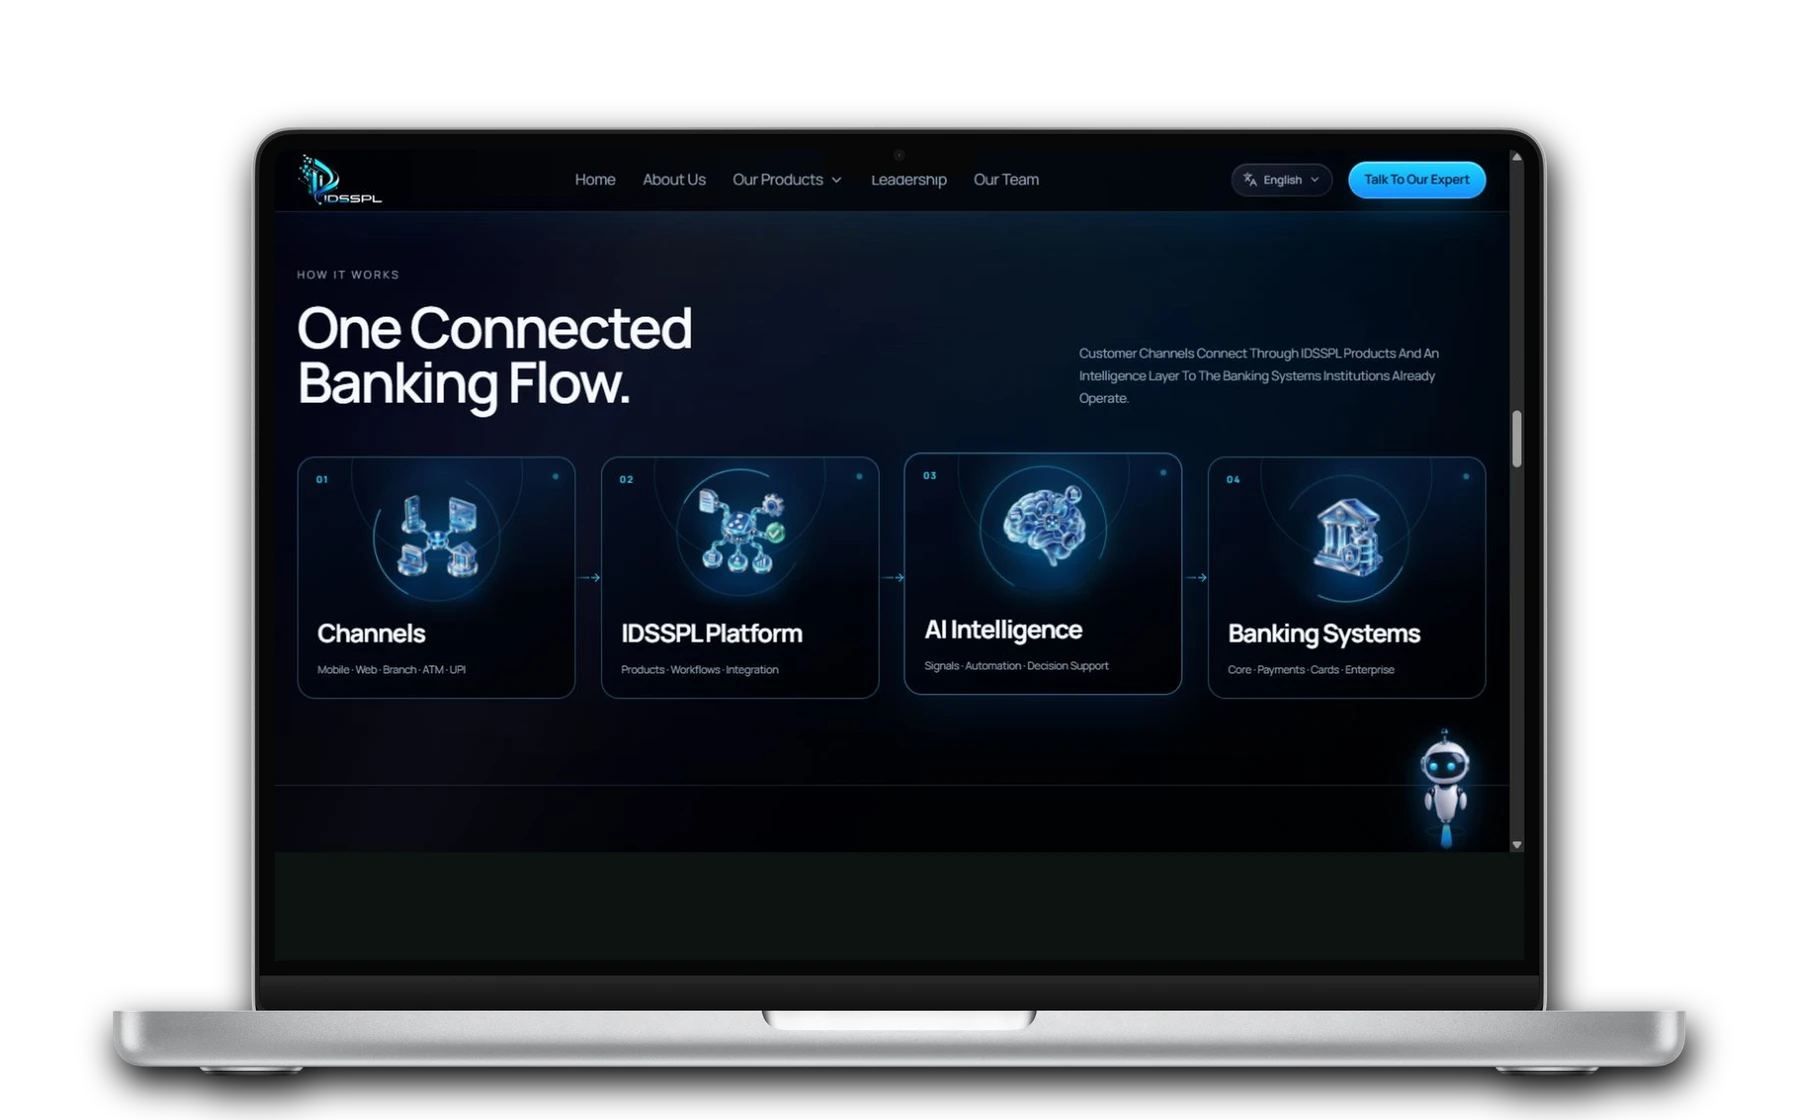 IDSSPL
Home About Us Our Products Leadership Our Team English Talk To Our Expert
HOW IT WORKS
One Connected
Banking Flow.
Customer Channels Connect Through IDSSPL Products And An
Intelligence Layer To The Banking Systems Institutions Already
Operate.
01
Channels
Mobile · Web · Branch · ATM · UPI
02
IDSSPL Platform
Products · Workflows · Integration
03
AI Intelligence
Signals · Automation · Decision Support
04
Banking Systems
Core · Payments · Cards · Enterprise